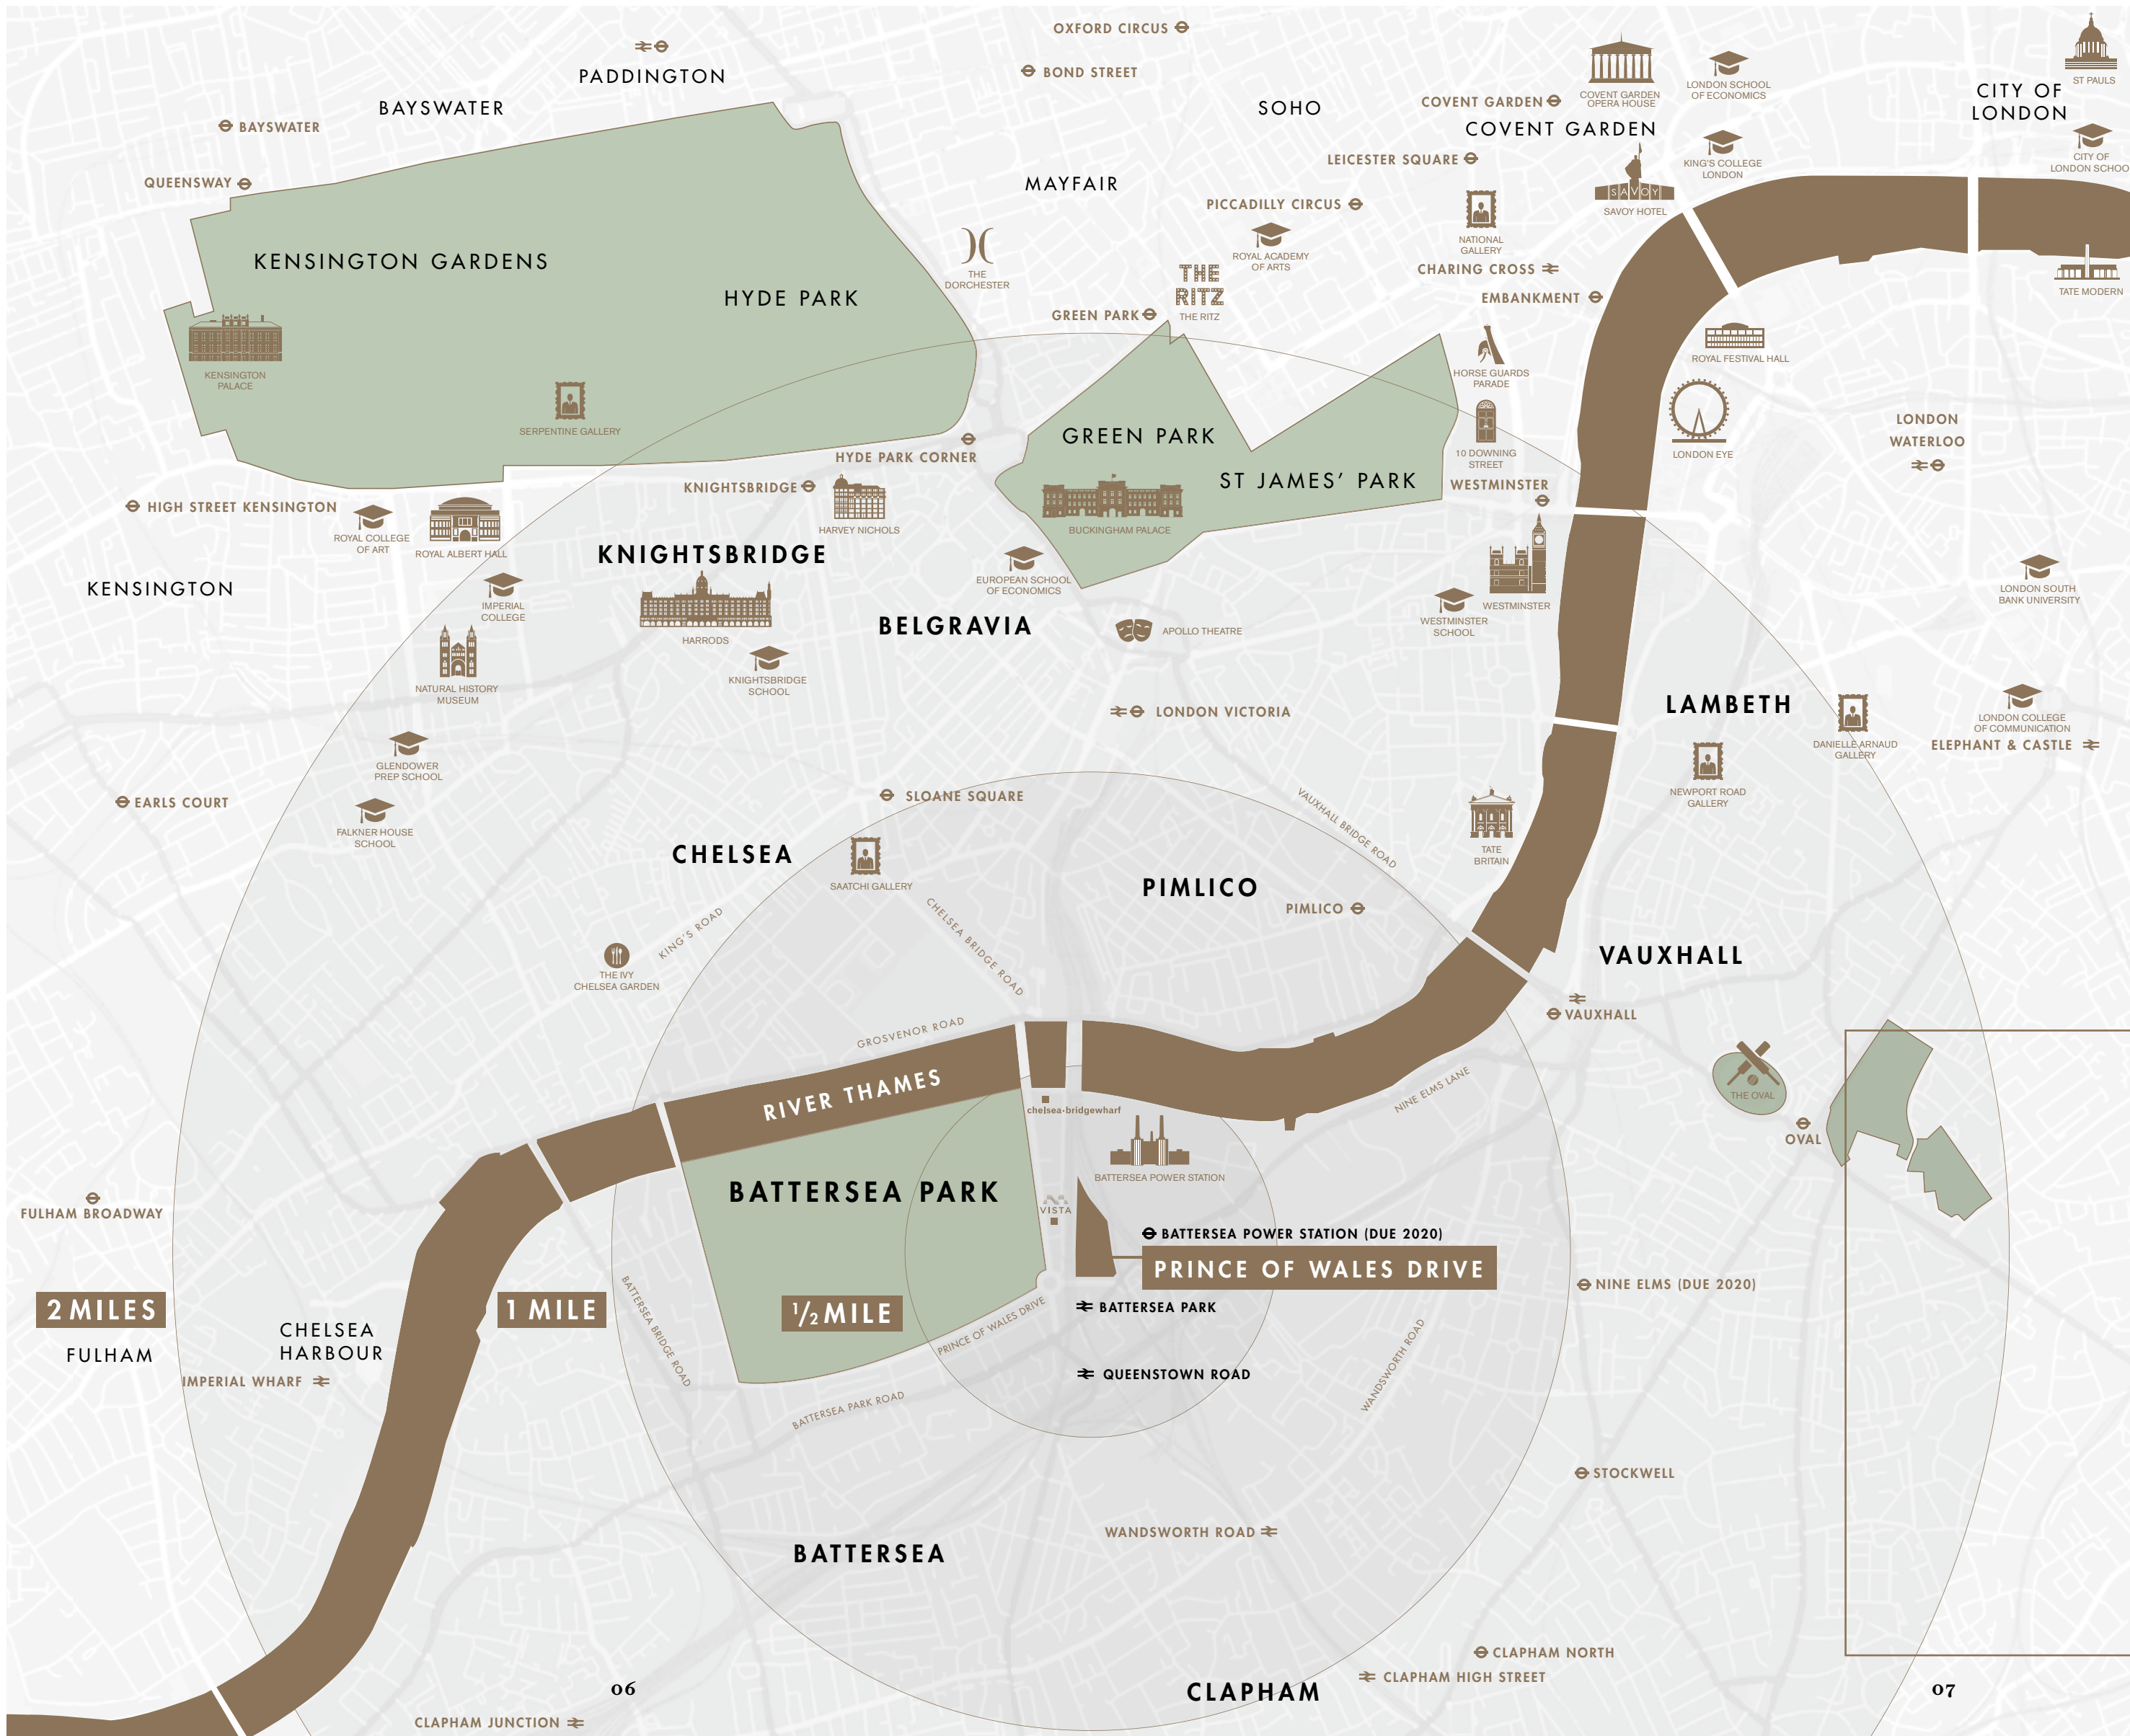 OXFORD CIRCUS
BOND STREET
PADDINGTON
BAYSWATER
BAYSWATER
QUEENSWAY
SOHO
MAYFAIR
COVENT GARDEN
COVENT GARDEN
OPERA HOUSE
LONDON SCHOOL
OF ECONOMICS
COVENT GARDEN
LEICESTER SQUARE
KING'S COLLEGE
LONDON
ST PAULS
CITY OF
LONDON
CITY OF
LONDON SCHOO
SAVOY
SAVOY HOTEL
PICCADILLY CIRCUS
ROYAL ACADEMY
OF ARTS
NATIONAL
GALLERY
CHARING CROSS
EMBANKMENT
TATE MODERN
KENSINGTON GARDENS
HYDE PARK
THE
DORCHESTER
THE
RITZ
THE RITZ
GREEN PARK
KENSINGTON
PALACE
SERPENTINE GALLERY
HORSE GUARDS
PARADE
ROYAL FESTIVAL HALL
LONDON EYE
LONDON
WATERLOO
10 DOWNING
STREET
GREEN PARK
ST JAMES' PARK
BUCKINGHAM PALACE
WESTMINSTER
HYDE PARK CORNER
KNIGHTSBRIDGE
HARVEY NICHOLS
HIGH STREET KENSINGTON
ROYAL COLLEGE
OF ART
ROYAL ALBERT HALL
KNIGHTSBRIDGE
HARRODS
KENSINGTON
IMPERIAL
COLLEGE
EUROPEAN SCHOOL
OF ECONOMICS
BELGRAVIA
APOLLO THEATRE
WESTMINSTER
WESTMINSTER
SCHOOL
LONDON SOUTH
BANK UNIVERSITY
NATURAL HISTORY
MUSEUM
KNIGHTSBRIDGE
SCHOOL
LONDON VICTORIA
LAMBETH
DANIELLE ARNAUD
GALLERY
LONDON COLLEGE
OF COMMUNICATION
ELEPHANT & CASTLE
NEWPORT ROAD
GALLERY
GLENDOWER
PREP SCHOOL
EARLS COURT
FALKNER HOUSE
SCHOOL
SLOANE SQUARE
VAUXHALL BRIDGE ROAD
TATE
BRITAIN
CHELSEA
SAATCHI GALLERY
PIMLICO
PIMLICO
KING'S ROAD
CHELSEA BRIDGE ROAD
THE IVY
CHELSEA GARDEN
VAUXHALL
VAUXHALL
GROSVENOR ROAD
RIVER THAMES
NINE ELMS LANE
THE OVAL
OVAL
chelsea-bridgewharf
BATTERSEA POWER STATION
BATTERSEA PARK
VISTA
FULHAM BROADWAY
BATTERSEA POWER STATION (DUE 2020)
PRINCE OF WALES DRIVE
NINE ELMS (DUE 2020)
2 MILES
1 MILE
1/2 MILE
BATTERSEA PARK
PRINCE OF WALES DRIVE
BATTERSEA BRIDGE ROAD
WANDSWORTH ROAD
CHELSEA
HARBOUR
FULHAM
IMPERIAL WHARF
QUEENSTOWN ROAD
BATTERSEA PARK ROAD
STOCKWELL
WANDSWORTH ROAD
BATTERSEA
CLAPHAM NORTH
CLAPHAM HIGH STREET
CLAPHAM
06
07
CLAPHAM JUNCTION